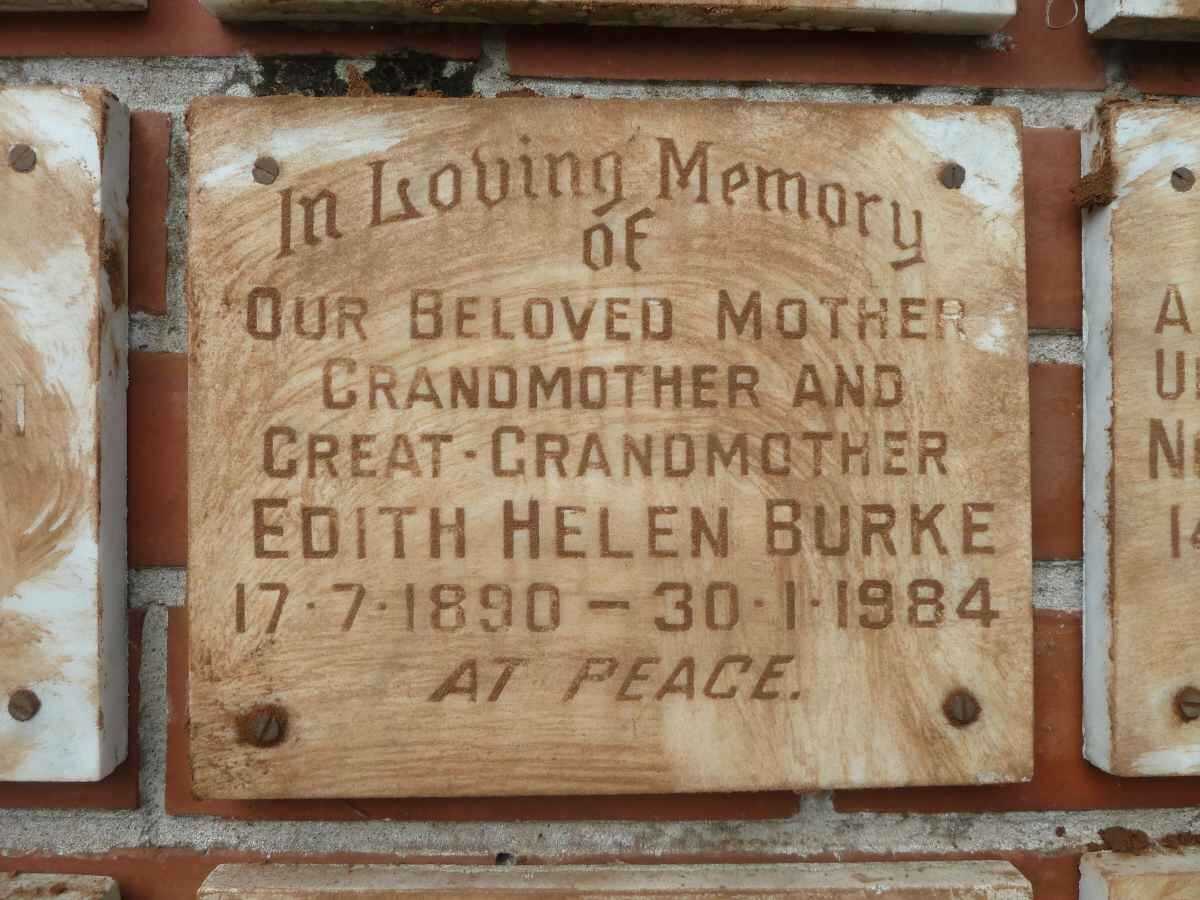 In Loving Memory
of
OUR BELOVED MOTHER
GRANDMOTHER AND
GREAT-GRANDMOTHER
EDITH HELEN BURKE
17·7·1890 – 30·1·1984
AT PEACE.